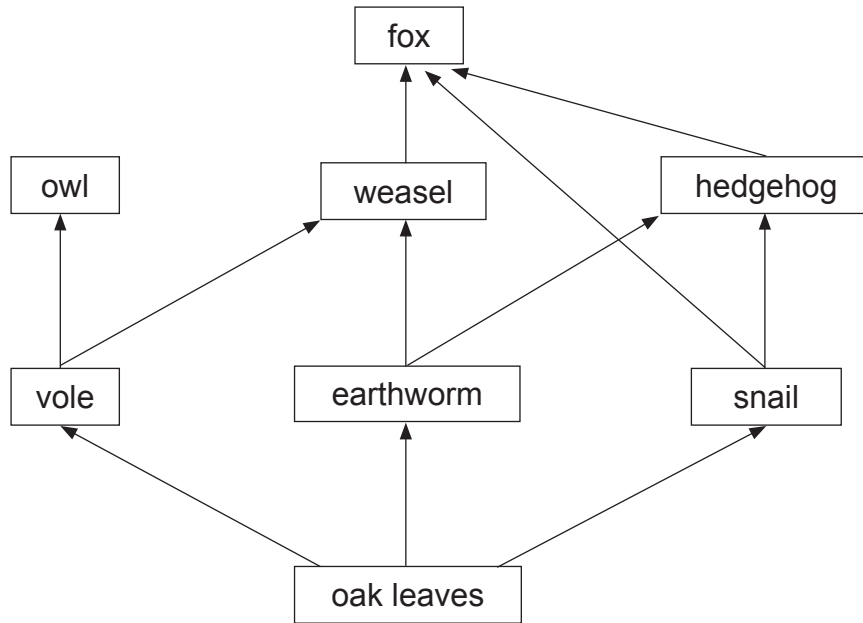 fox
owl
weasel
hedgehog
vole
earthworm
snail
oak leaves